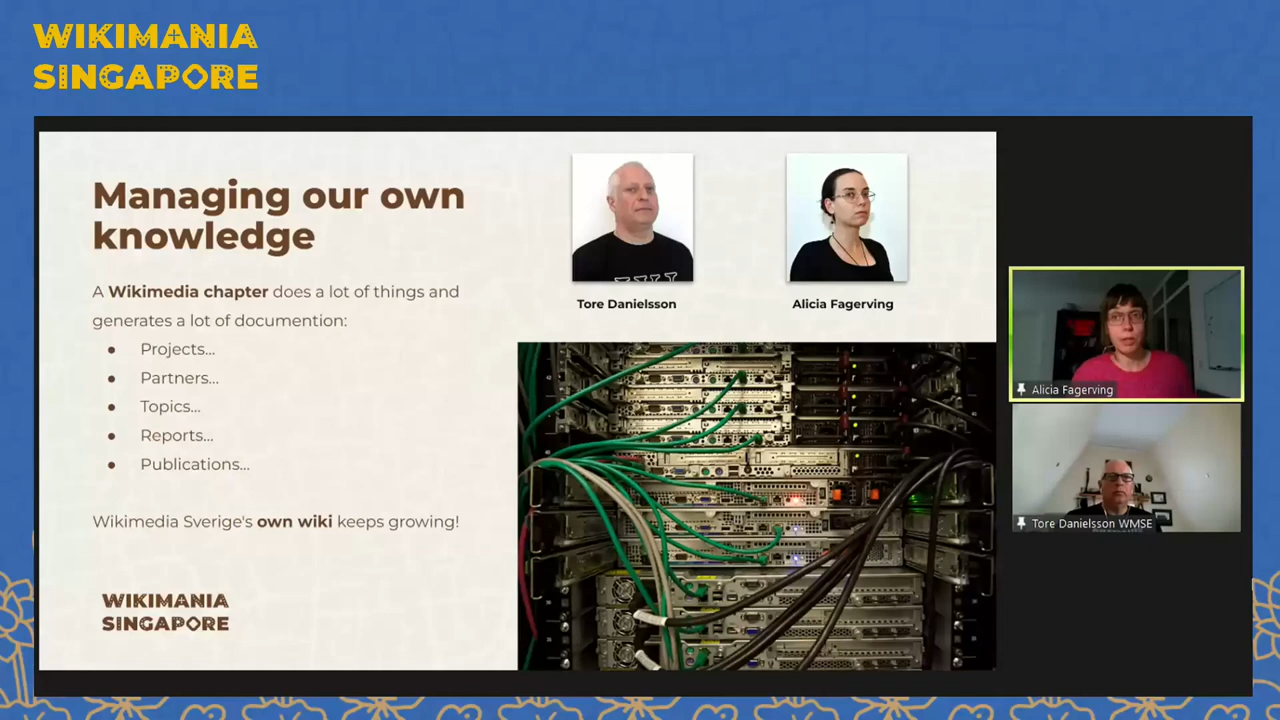 WIKIMANIA
SINGAPORE
Managing our own
knowledge
A Wikimedia chapter does a lot of things and
generates a lot of documention:
● Projects...
● Partners...
● Topics...
● Reports...
● Publications...
Wikimedia Sverige's own wiki keeps growing!
WIKIMANIA
SINGAPORE
Tore Danielsson
Alicia Fagerving
Alicia Fagerving
Tore Danielsson WMSE